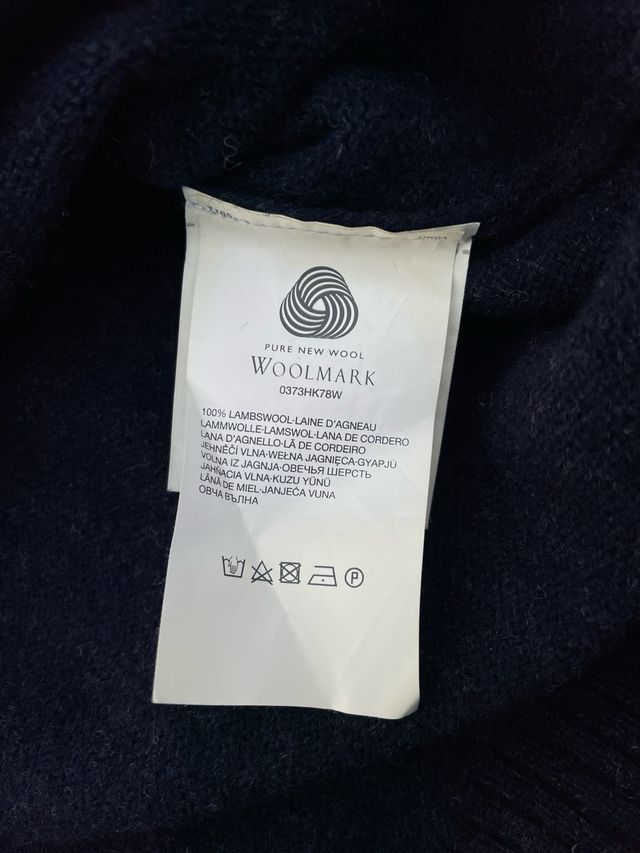 PURE NEW WOOL
WOOLMARK
0373HK78W
100% LAMBSWOOL·LAINE D'AGNEAU
LAMMWOLLE·LAMSWOL·LANA DE CORDERO
LANA D'AGNELLO·LÃ DE CORDEIRO
JEHNĚČÍ VLNA·WEŁNA JAGNIĘCA·GYAPJÚ
VOLNA IZ JAGNJA·ОВЕЧЬЯ ШЕРСТЬ
JAHŇACIA VLNA·KUZU YÜNÜ
LÂNĂ DE MIEL·JANJEĆA VUNA
ОВЧА ВЪЛНА
P